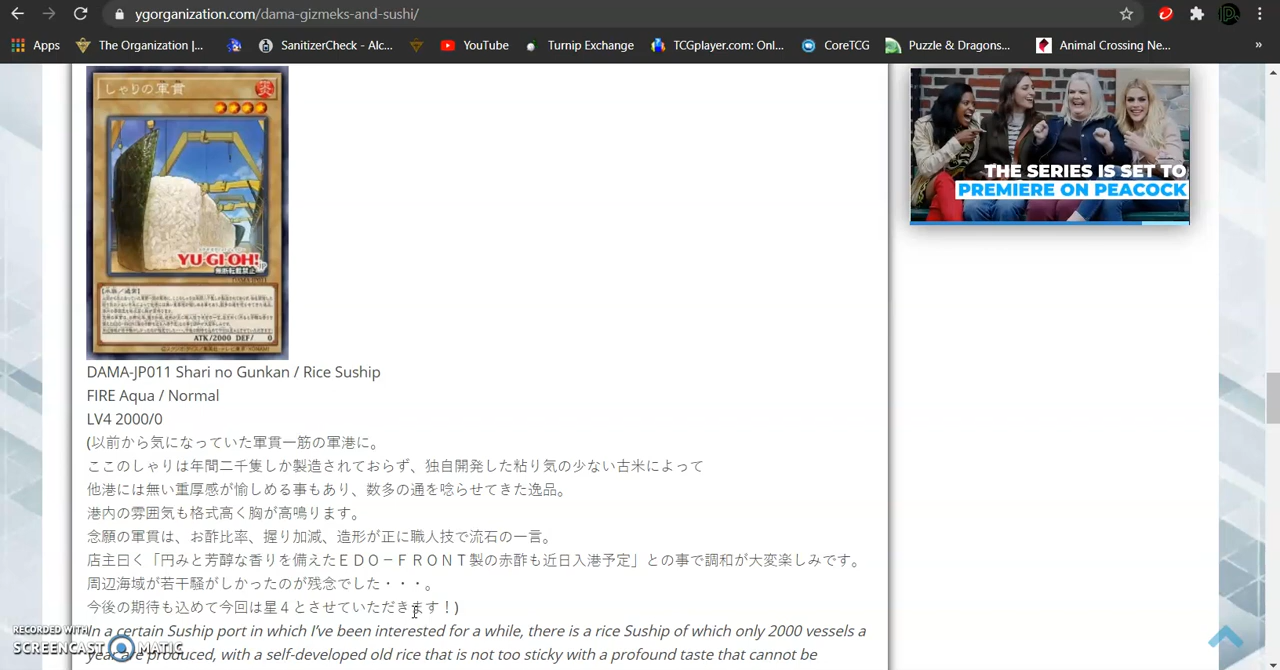 ygorganization.com/dama-gizmeks-and-sushi/
Apps
The Organization |...
SanitizerCheck - Alc...
YouTube
Turnip Exchange
TCGplayer.com: Onl...
CoreTCG
Puzzle & Dragons...
Animal Crossing Ne...
»
しゃりの軍貫
炎
YU-GI-OH!
無断転載禁止
DAMA-JP011
ATK/2000 DEF/ 0
THE SERIES IS SET TO
PREMIERE ON PEACOCK
DAMA-JP011 Shari no Gunkan / Rice Suship
FIRE Aqua / Normal
LV4 2000/0
(以前から気になっていた軍貫一筋の軍港に。
ここのしゃりは年間二千隻しか製造されておらず、独自開発した粘り気の少ない古米によって
他港には無い重厚感が愉しめる事もあり、数多の通を唸らせてきた逸品。
港内の雰囲気も格式高く胸が高鳴ります。
念願の軍貫は、お酢比率、握り加減、造形が正に職人技で流石の一言。
店主曰く「円みと芳醇な香りを備えたＥＤＯ－ＦＲＯＮＴ製の赤酢も近日入港予定」との事で調和が大変楽しみです。
周辺海域が若干騒がしかったのが残念でした・・・。
今後の期待も込めて今回は星４とさせていただきます！)
In a certain Suship port in which I've been interested for a while, there is a rice Suship of which only 2000 vessels a
year are produced, with a self-developed old rice that is not too sticky with a profound taste that cannot be
RECORDED WITH
SCREENCAST MATIC